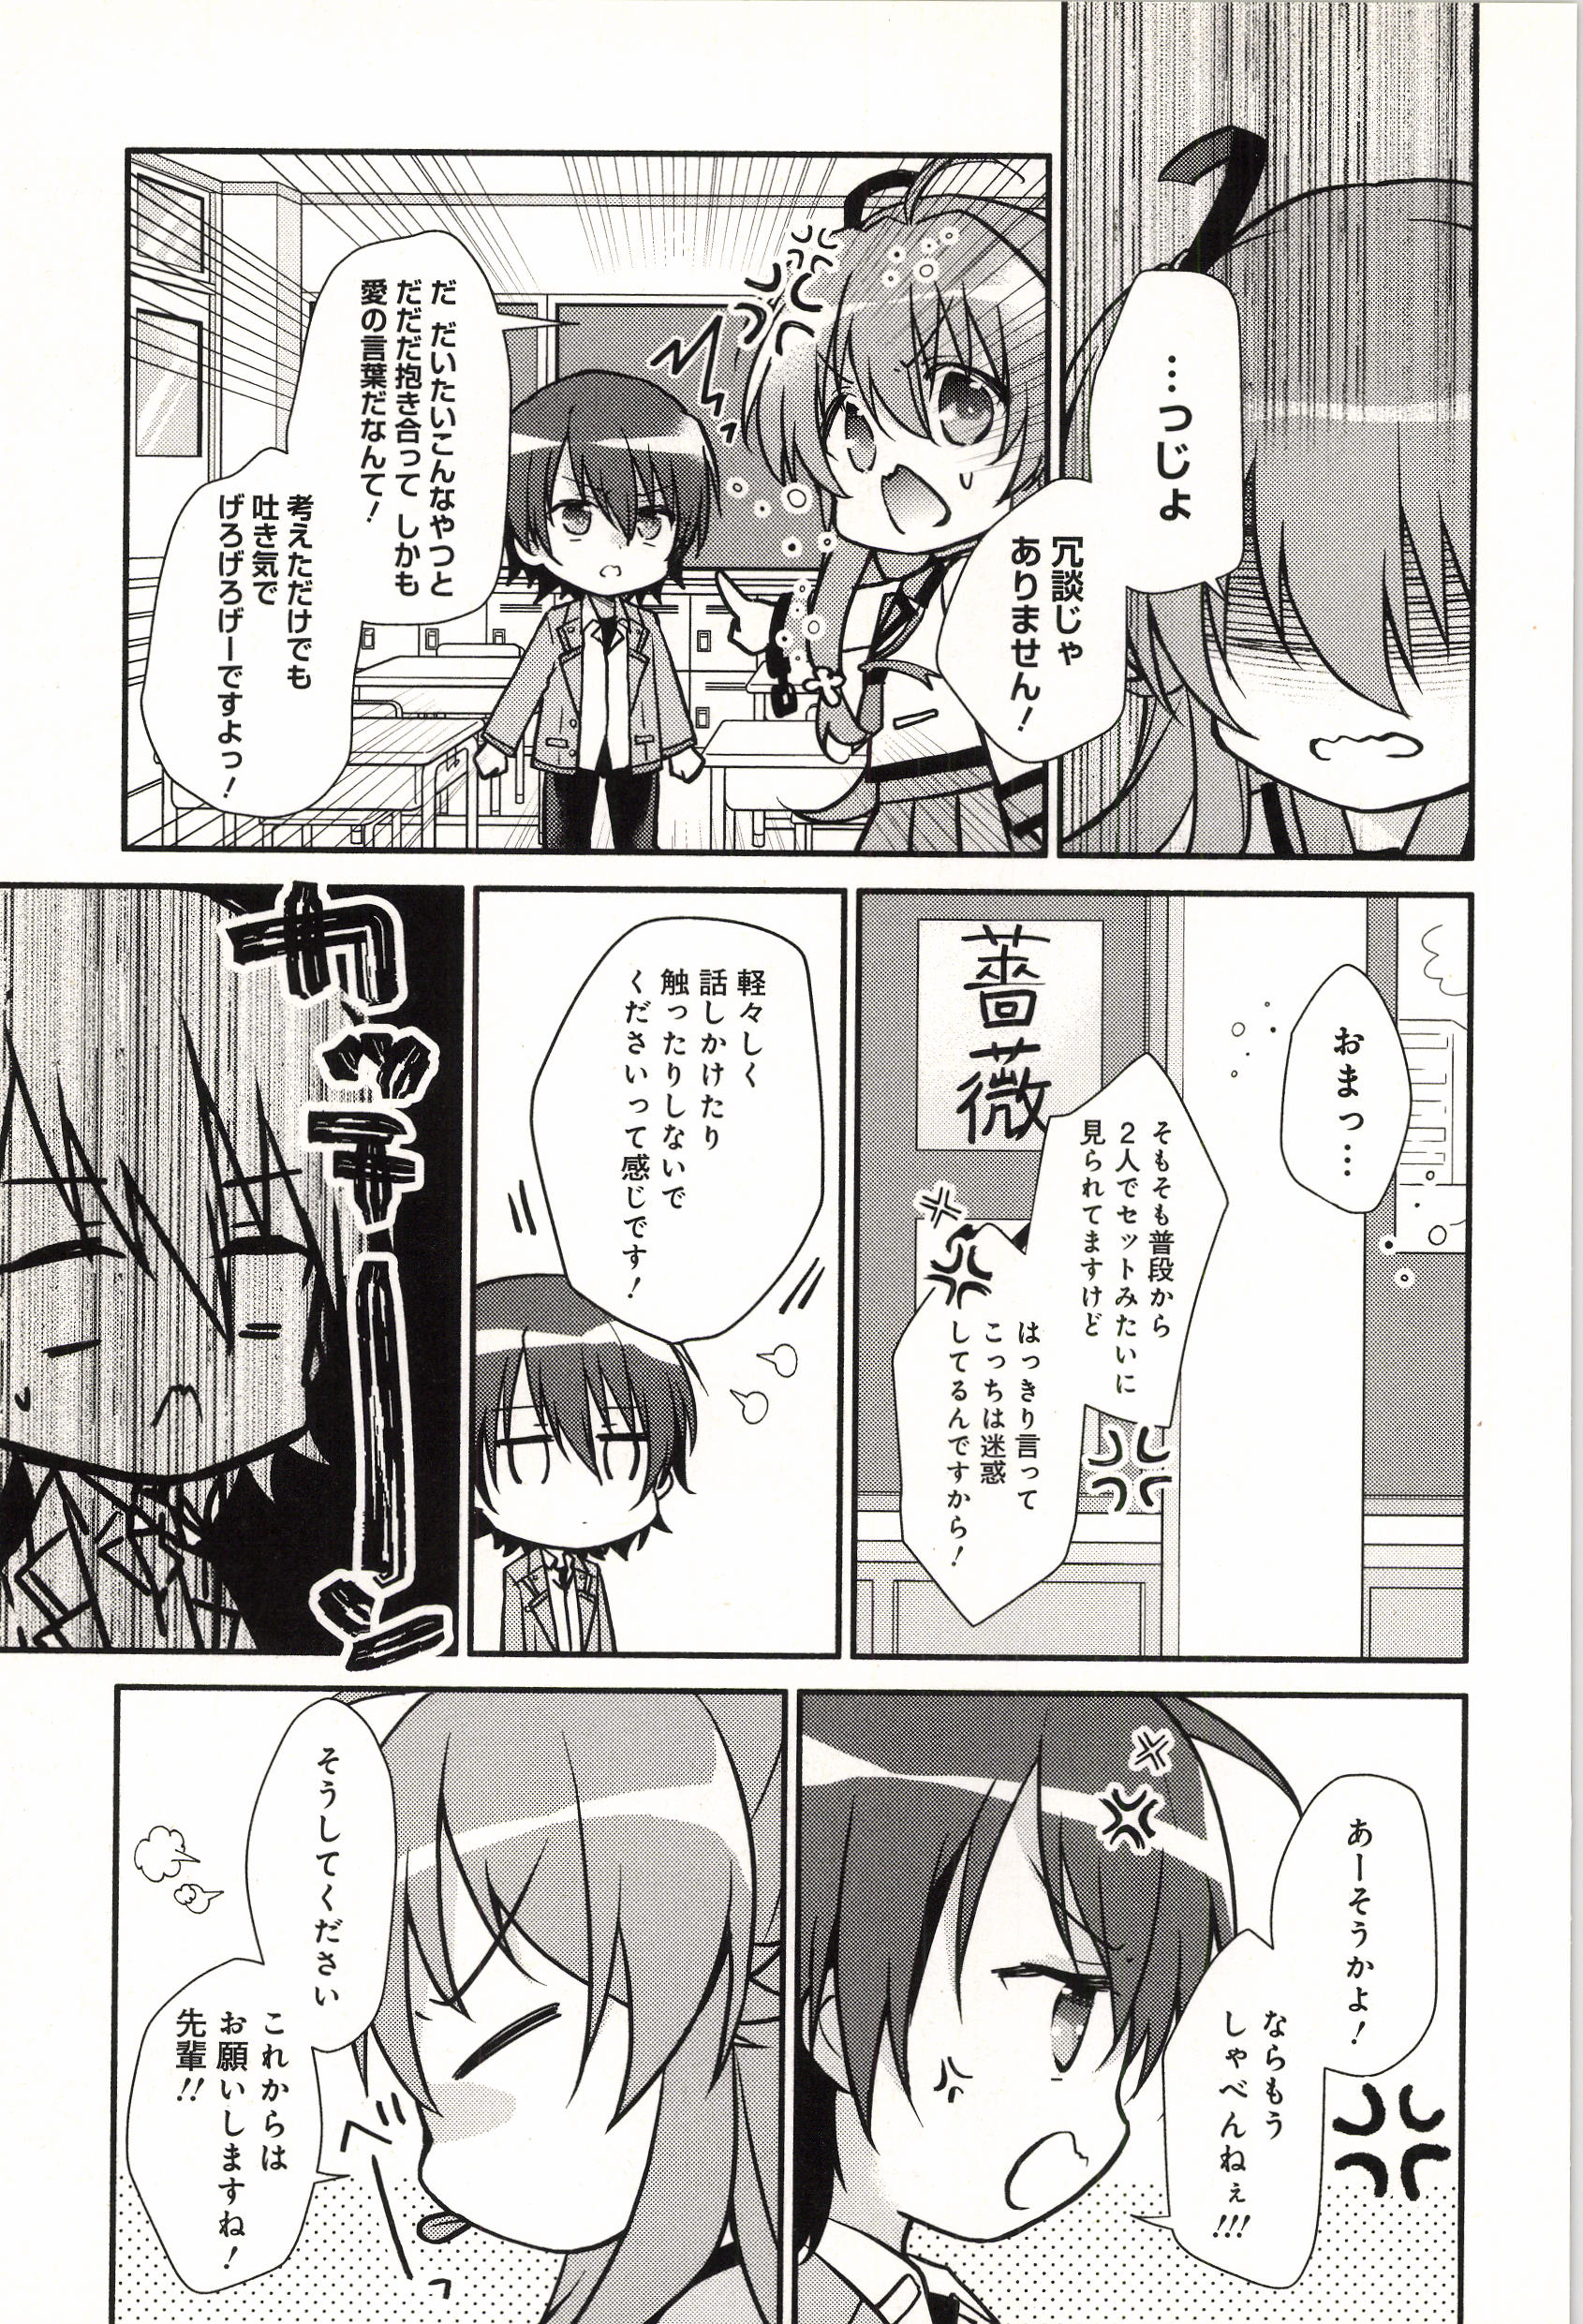 …つじょ
冗談じゃ
ありません!
だ だいたいこんなやつと
だだだ抱き合って しかも
愛の言葉だなんて!
考えただけでも
吐き気で
げろげろげーですよっ!
おまっ…
薔薇
そもそも普段から
2人でセットみたいに
見られてますけど
はっきり言って
こっちは迷惑
してるんですから!
軽々しく
話しかけたり
触ったりしないで
くださいって感じです!
カッチーン
あーそうかよ!
ならもう
しゃべんねぇ!!!
そうしてください
これからは
お願いしますね!
先輩!!
べーっ